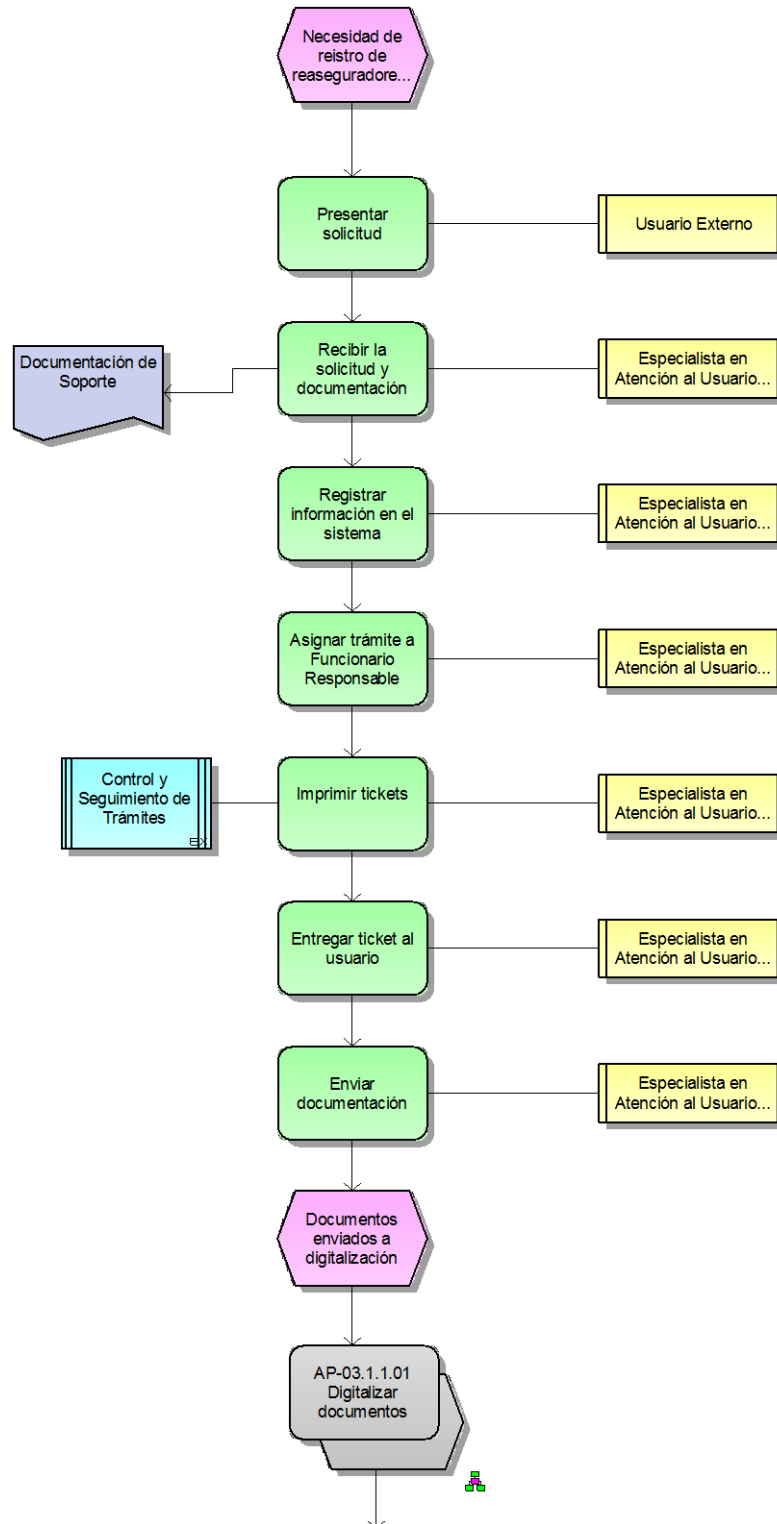 Necesidad de
reistro de
reaseguradore...
Presentar
solicitud
Usuario Externo
Documentación de
Soporte
Recibir la
solicitud y
documentación
Especialista en
Atención al Usuario...
Registrar
información en el
sistema
Especialista en
Atención al Usuario...
Asignar trámite a
Funcionario
Responsable
Especialista en
Atención al Usuario...
Control y
Seguimiento de
Trámites
Imprimir tickets
Especialista en
Atención al Usuario...
Entregar ticket al
usuario
Especialista en
Atención al Usuario...
Enviar
documentación
Especialista en
Atención al Usuario...
Documentos
enviados a
digitalización
AP-03.1.1.01
Digitalizar
documentos